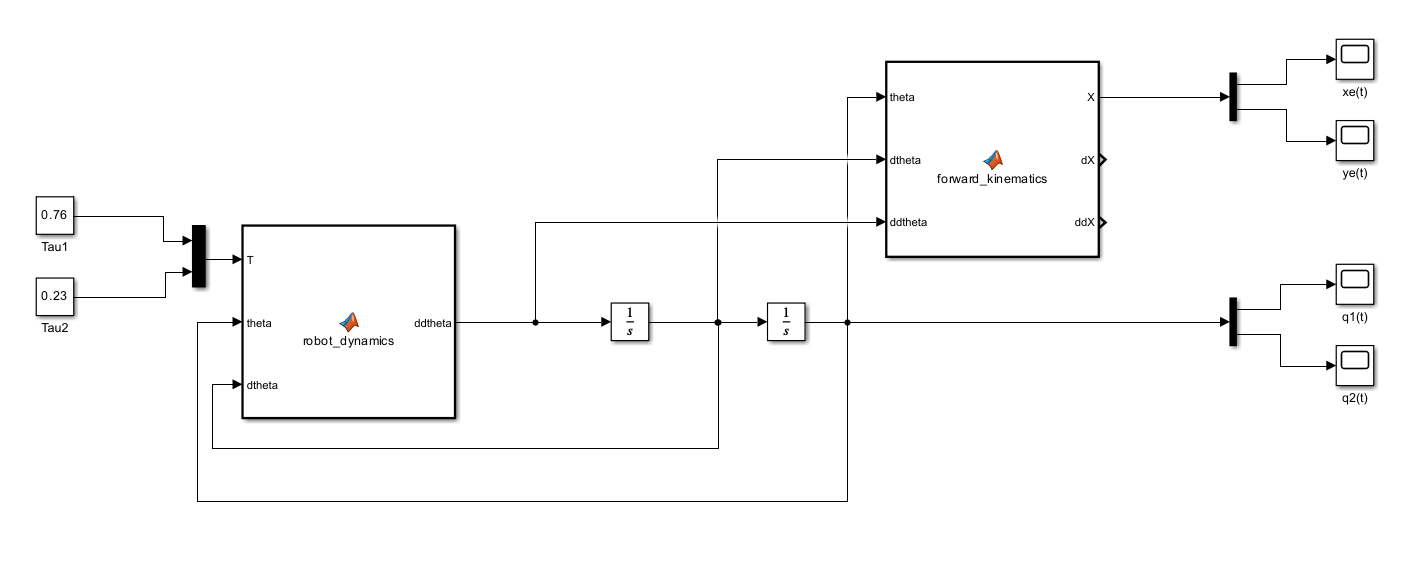 0.76
Tau1
0.23
Tau2
T
theta
dtheta
ddtheta
robot_dynamics
1
s
1
s
theta
dtheta
ddtheta
X
dX
ddX
forward_kinematics
xe(t)
ye(t)
q1(t)
q2(t)